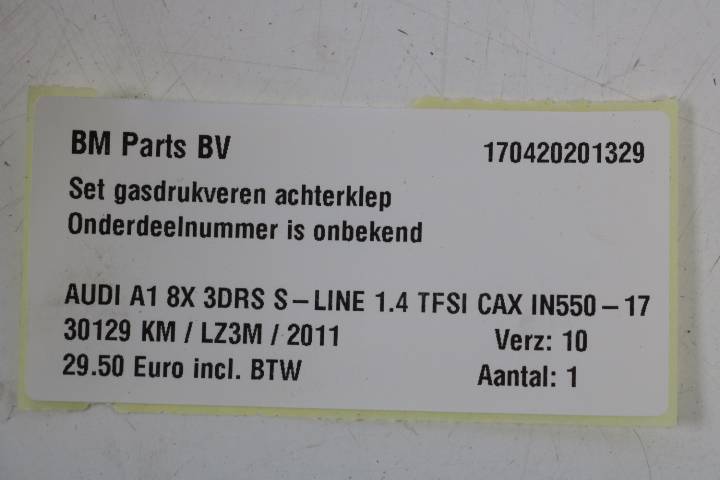 BM Parts BV 170420201329
Set gasdrukveren achterklep
Onderdeelnummer is onbekend
AUDI A1 8X 3DRS S-LINE 1.4 TFSI CAX IN550-17
30129 KM / LZ3M / 2011 Verz: 10
29.50 Euro incl. BTW Aantal: 1